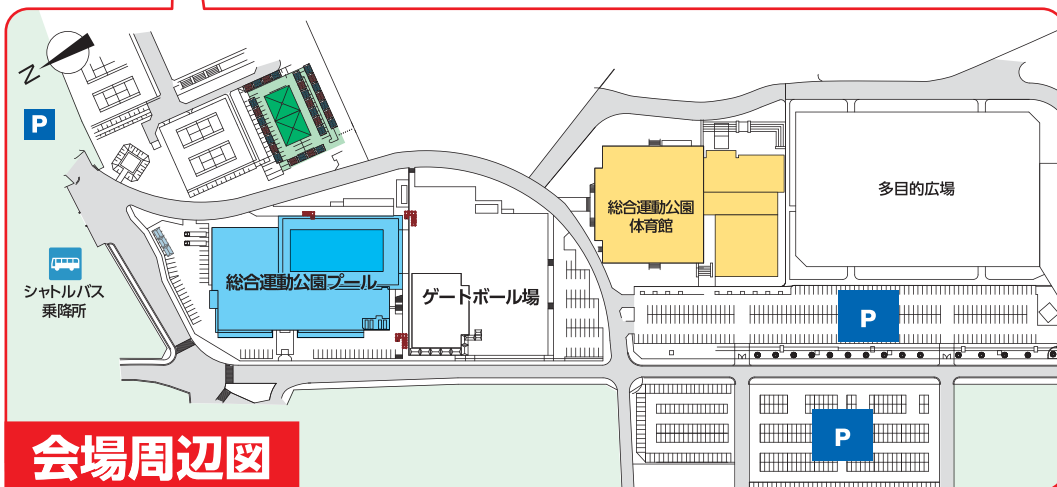 N
P
シャトルバス
乗降所
総合運動公園プール
ゲートボール場
総合運動公園
体育館
多目的広場
P
P
会場周辺図